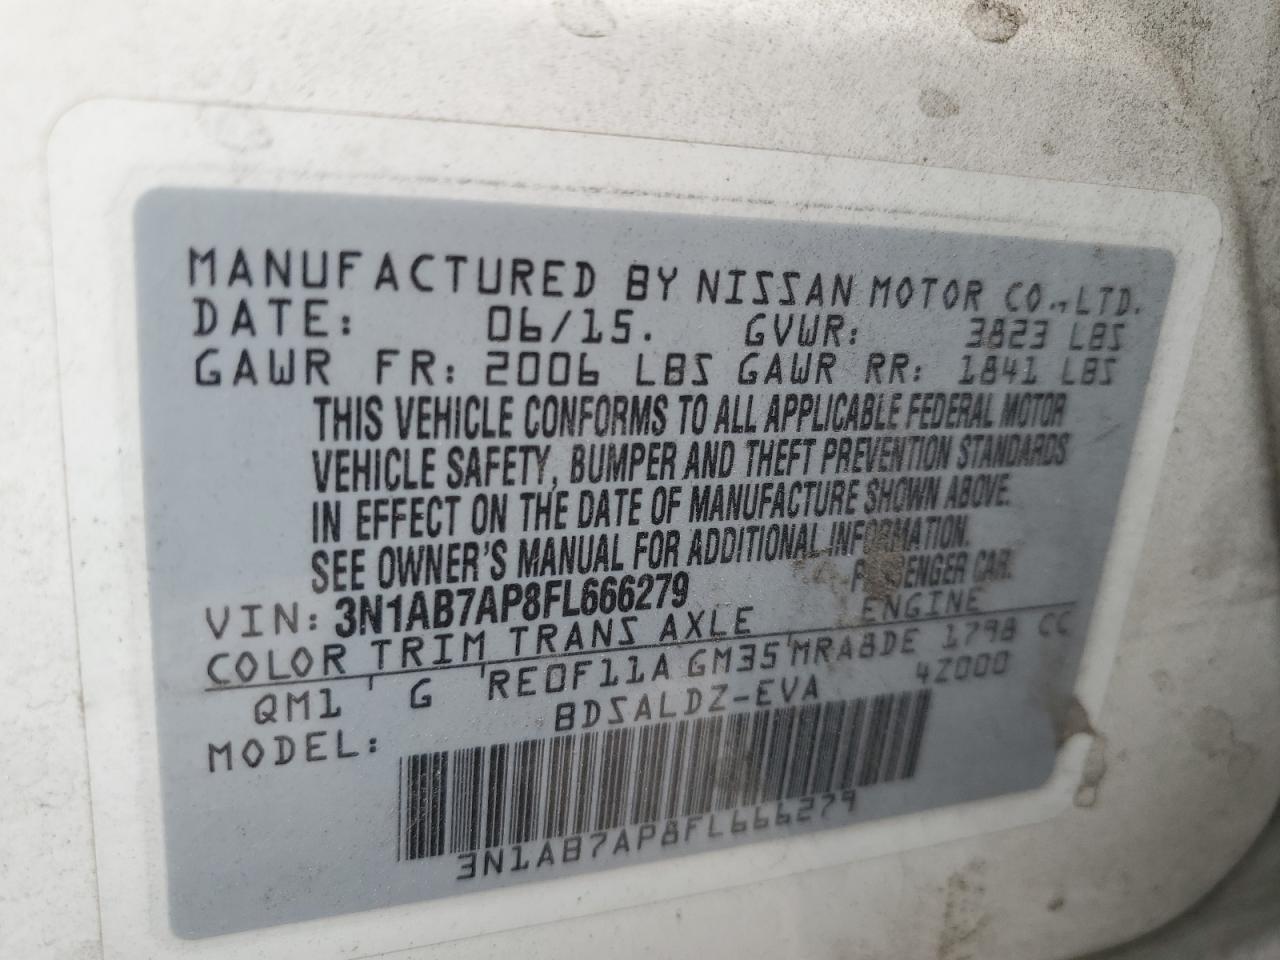 MANUFACTURED BY NISSAN MOTOR CO.,LTD.
DATE: 06/15. GVWR: 3823 LBS
GAWR FR: 2006 LBS GAWR RR: 1841 LBS
THIS VEHICLE CONFORMS TO ALL APPLICABLE FEDERAL MOTOR
VEHICLE SAFETY, BUMPER AND THEFT PREVENTION STANDARDS
IN EFFECT ON THE DATE OF MANUFACTURE SHOWN ABOVE.
SEE OWNER'S MANUAL FOR ADDITIONAL INFORMATION.
VIN: 3N1AB7AP8FL666279 PASSENGER CAR.
COLOR TRIM TRANS AXLE ENGINE
QM1 G RE0F11A GM35 MRA8DE 1798 CC
MODEL: BDSALDZ-EVA 4Z000
3N1AB7AP8FL666279